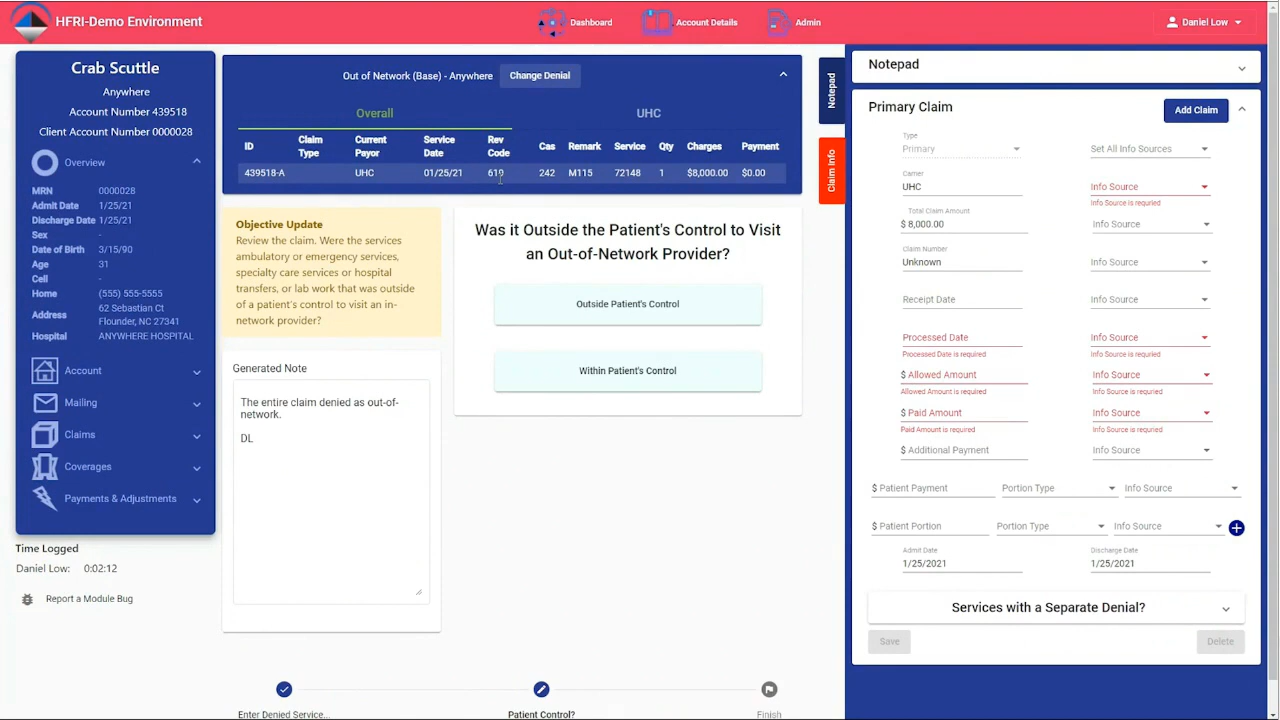 HFRI-Demo Environment
Dashboard
Account Details
Admin
Daniel Low
Crab Scuttle
Anywhere
Account Number 439518
Client Account Number 0000028
Overview
MRN 0000028
Admit Date 1/25/21
Discharge Date 1/25/21
Sex -
Date of Birth 3/15/90
Age 31
Cell -
Home (555) 555-5555
Address 62 Sebastian Ct
Flounder, NC 27341
Hospital ANYWHERE HOSPITAL
Account
Mailing
Claims
Coverages
Payments & Adjustments
Time Logged
Daniel Low: 0:02:12
Report a Module Bug
Out of Network (Base) - Anywhere Change Denial
Overall UHC
ID Claim Type Current Payor Service Date Rev Code Cas Remark Service Qty Charges Payment
439518-A UHC 01/25/21 619 242 M115 72148 1 $8,000.00 $0.00
Objective Update
Review the claim. Were the services
ambulatory or emergency services,
specialty care services or hospital
transfers, or lab work that was outside
of a patient's control to visit an in-
network provider?
Generated Note
The entire claim denied as out-of-
network.
DL
Was it Outside the Patient's Control to Visit
an Out-of-Network Provider?
Outside Patient's Control
Within Patient's Control
Enter Denied Service...
Patient Control?
Finish
Notepad
Claim Info
Notepad
Primary Claim Add Claim
Type
Primary Set All Info Sources
Carrier
UHC Info Source
Info Source is requried
Total Claim Amount
$ 8,000.00 Info Source
Claim Number
Unknown Info Source
Receipt Date Info Source
Processed Date Info Source
Processed Date is required Info Source is requried
$ Allowed Amount Info Source
Allowed Amount is required Info Source is requried
$ Paid Amount Info Source
Paid Amount is required Info Source is requried
$ Additional Payment Info Source
$ Patient Payment Portion Type Info Source
$ Patient Portion Portion Type Info Source
Admit Date Discharge Date
1/25/2021 1/25/2021
Services with a Separate Denial?
Save Delete